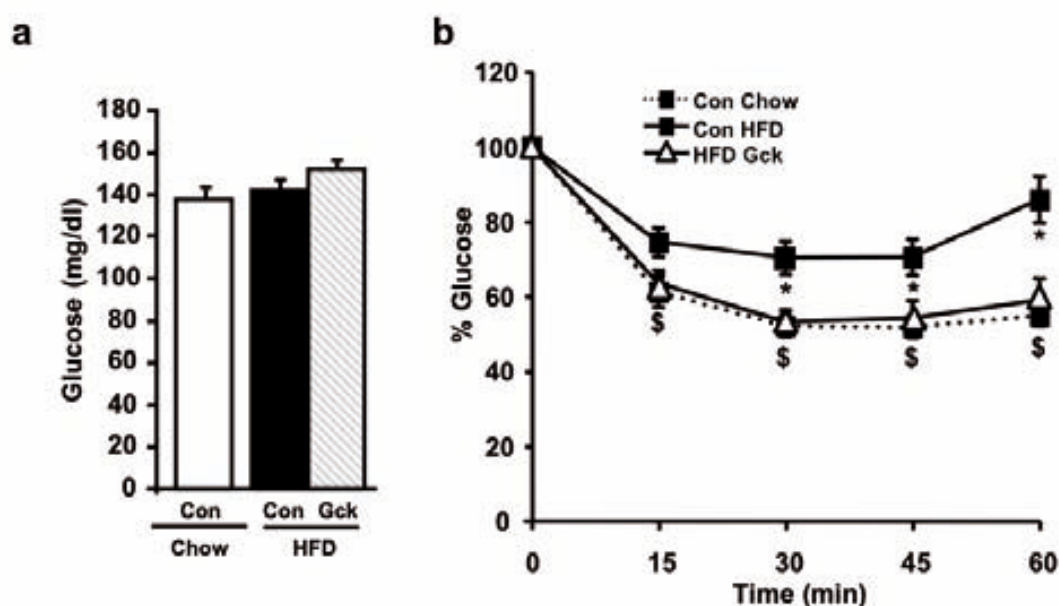 a
Glucose (mg/dl)
180
160
140
120
100
80
60
40
20
0
Con
Con Gck
Chow
HFD
b
% Glucose
120
100
80
60
40
20
0
Con Chow
Con HFD
HFD Gck
* * *
$ $ $ $
0 15 30 45 60
Time (min)